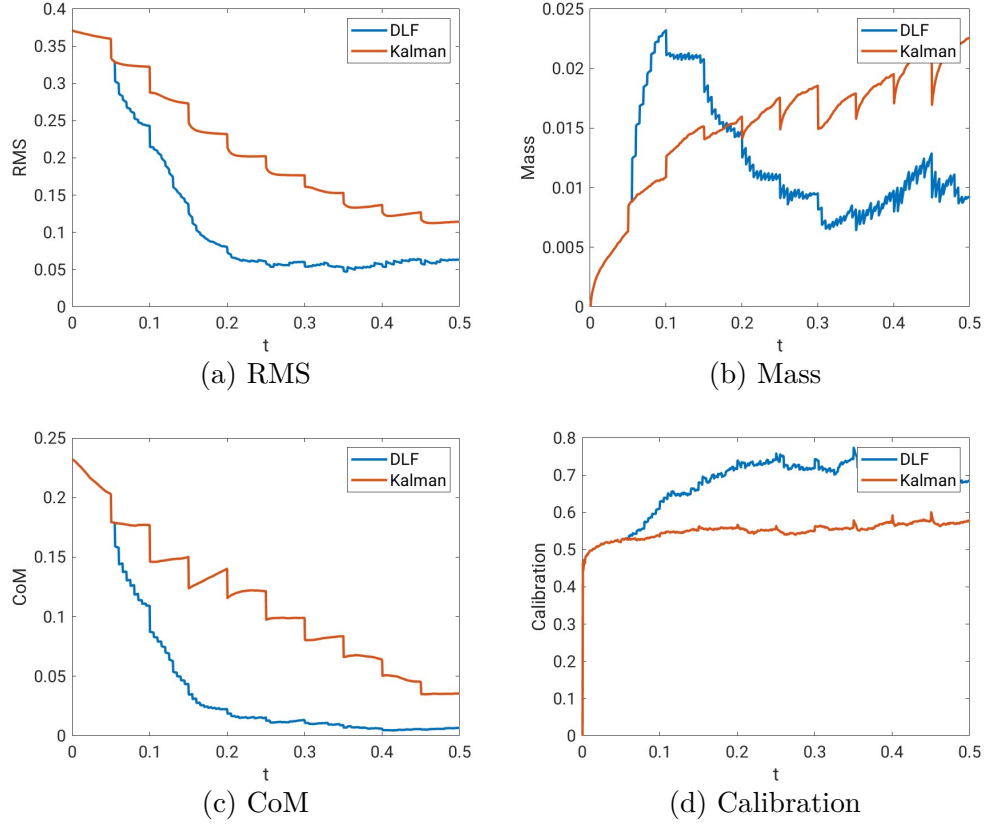 0.4
0.35
0.3
0.25
0.2
0.15
0.1
0.05
0
RMS
DLF
Kalman
0 0.1 0.2 0.3 0.4 0.5
t
(a) RMS
0.025
0.02
0.015
0.01
0.005
0
Mass
DLF
Kalman
0 0.1 0.2 0.3 0.4 0.5
t
(b) Mass
0.25
0.2
0.15
0.1
0.05
0
CoM
DLF
Kalman
0 0.1 0.2 0.3 0.4 0.5
t
(c) CoM
0.8
0.7
0.6
0.5
0.4
0.3
0.2
0.1
0
Calibration
DLF
Kalman
0 0.1 0.2 0.3 0.4 0.5
t
(d) Calibration